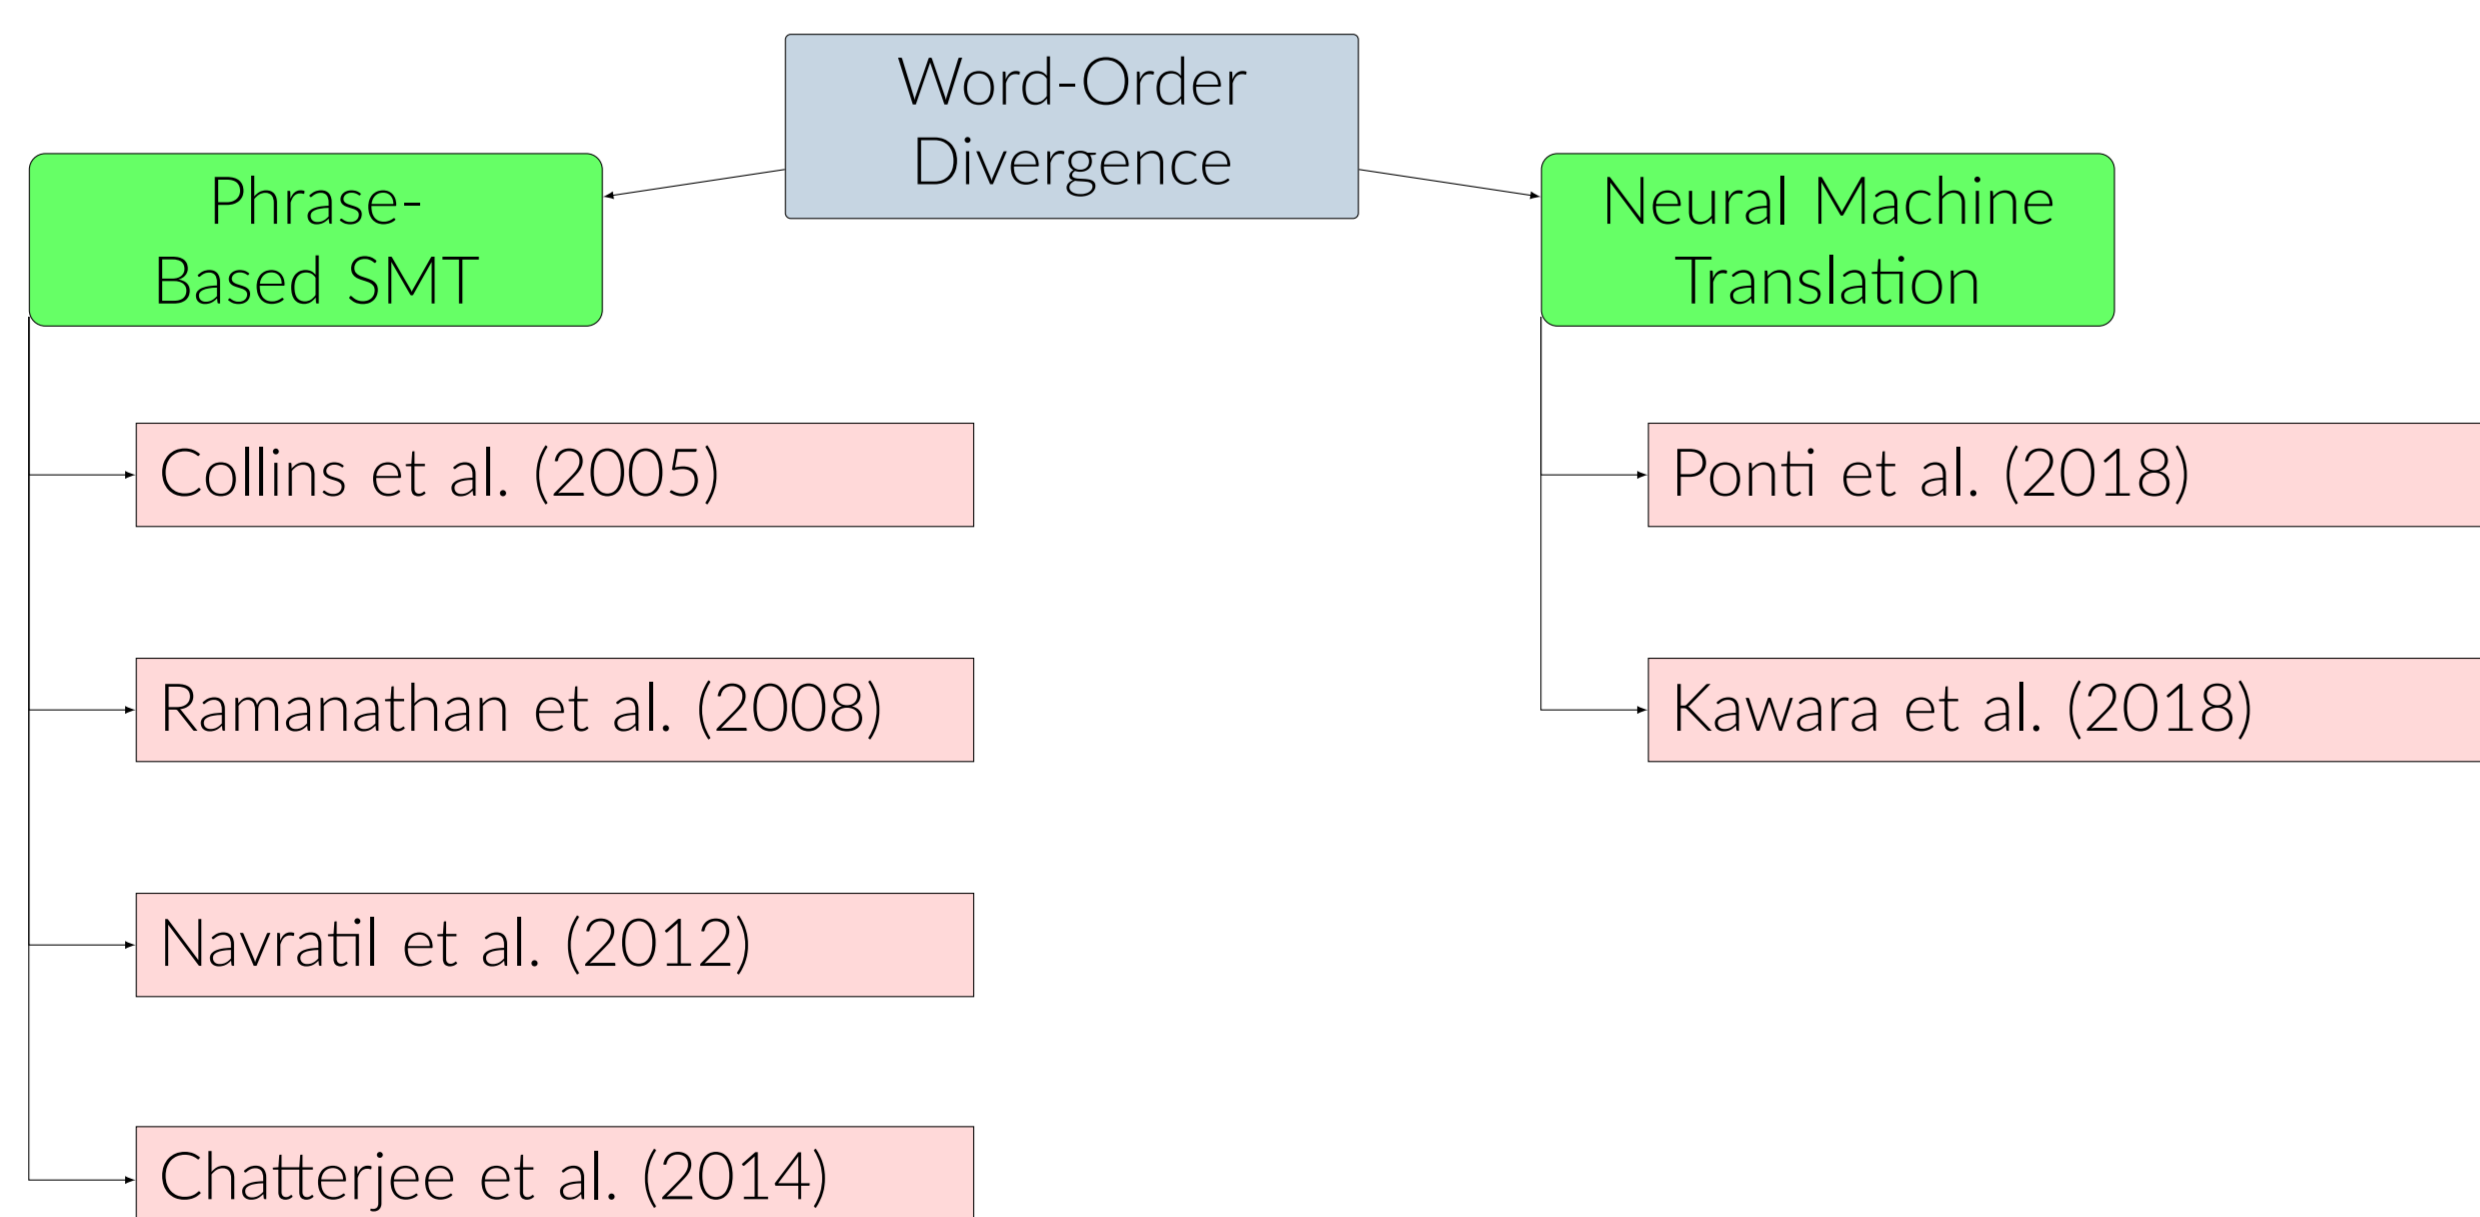 Word-Order
Divergence
Phrase-
Based SMT
Neural Machine
Translation
Collins et al. (2005)
Ramanathan et al. (2008)
Navratil et al. (2012)
Chatterjee et al. (2014)
Ponti et al. (2018)
Kawara et al. (2018)